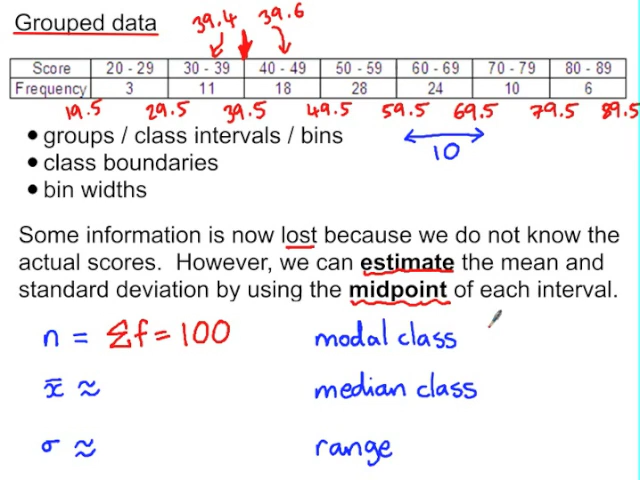 Grouped data
39.4 39.6
Score 20 - 29 30 - 39 40 - 49 50 - 59 60 - 69 70 - 79 80 - 89
Frequency 3 11 18 28 24 10 6
19.5 29.5 39.5 49.5 59.5 69.5 79.5 89.5
• groups / class intervals / bins
10
• class boundaries
• bin widths
Some information is now lost because we do not know the
actual scores. However, we can estimate the mean and
standard deviation by using the midpoint of each interval.
n = Σf = 100 modal class
x̄ ≈ median class
σ ≈ range